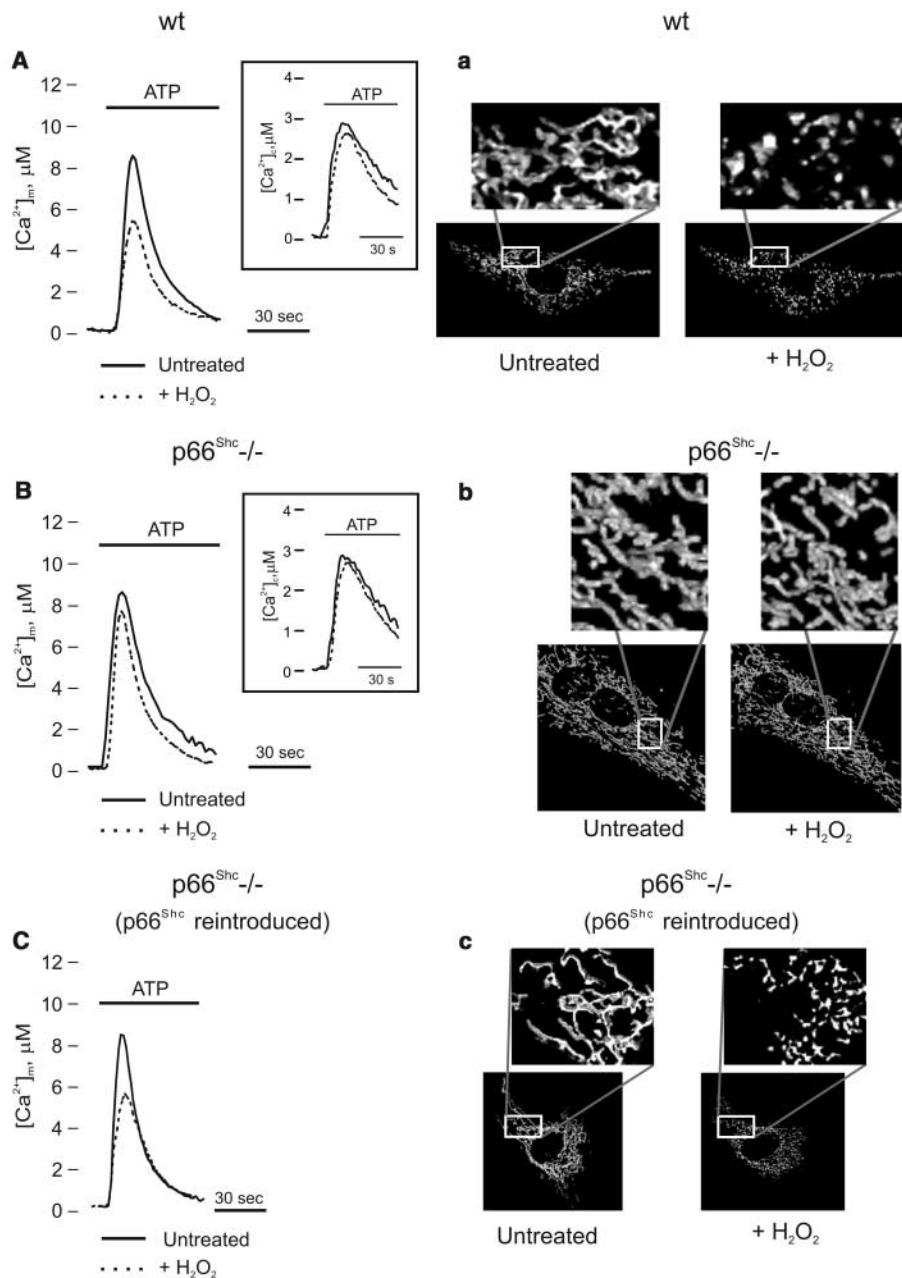 wt
A
12
10
8
6
4
2
0
[Ca²⁺]ₘ, µM
ATP
30 sec
Untreated
+ H₂O₂
4
3
2
1
0
[Ca²⁺]c, µM
ATP
30 s
wt
a
Untreated
+ H₂O₂
p66Shc-/-
B
12
10
8
6
4
2
0
[Ca²⁺]ₘ, µM
ATP
30 sec
Untreated
+ H₂O₂
4
3
2
1
0
[Ca²⁺]c, µM
ATP
30 s
p66Shc-/-
b
Untreated
+ H₂O₂
p66Shc-/-
(p66Shc reintroduced)
C
12
10
8
6
4
2
0
[Ca²⁺]ₘ, µM
ATP
30 sec
Untreated
+ H₂O₂
p66Shc-/-
(p66Shc reintroduced)
c
Untreated
+ H₂O₂